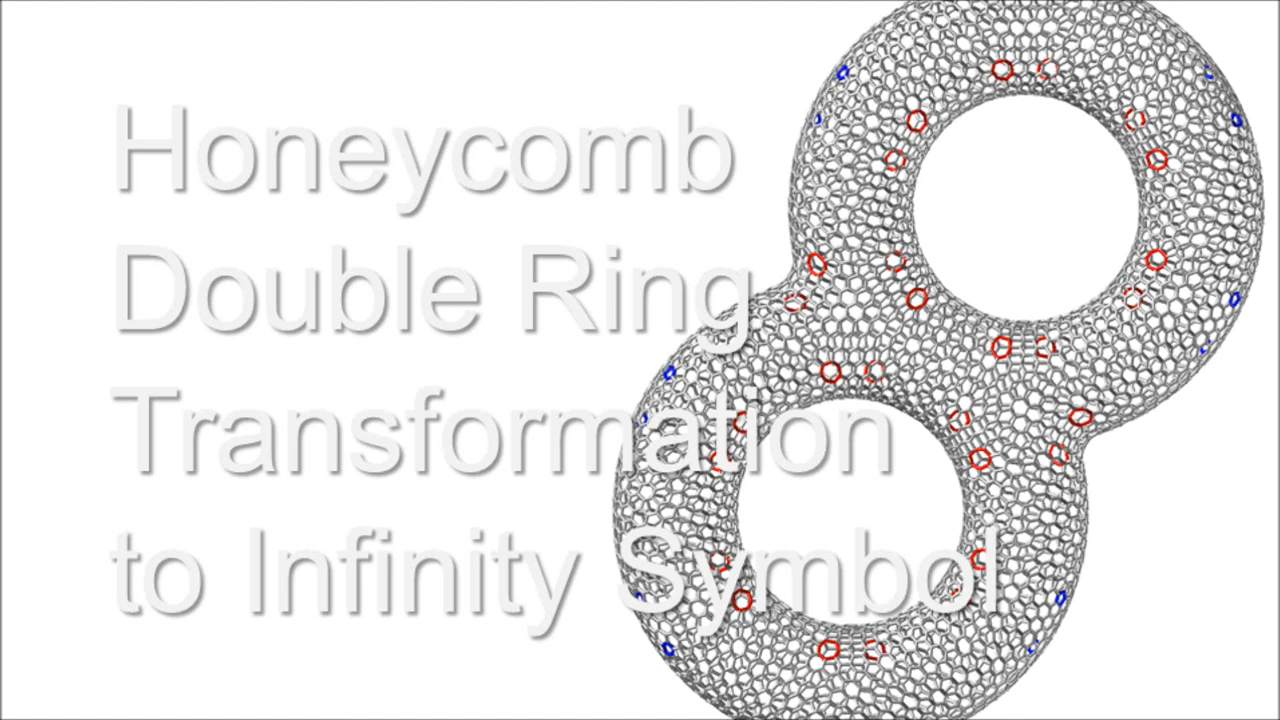 Honeycomb
Double Ring
Transformation
to Infinity Symbol